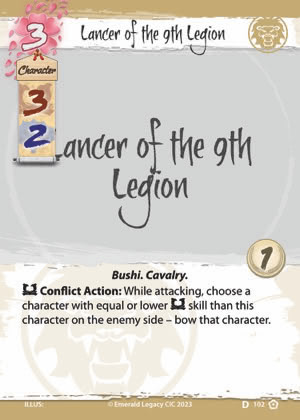 3
Lancer of the 9th Legion
Character
3
2
Lancer of the 9th
Legion
1
Bushi. Cavalry.
Conflict Action: While attacking, choose a
character with equal or lower skill than this
character on the enemy side – bow that character.
ILLUS:
© Emerald Legacy CIC 2023
D 102